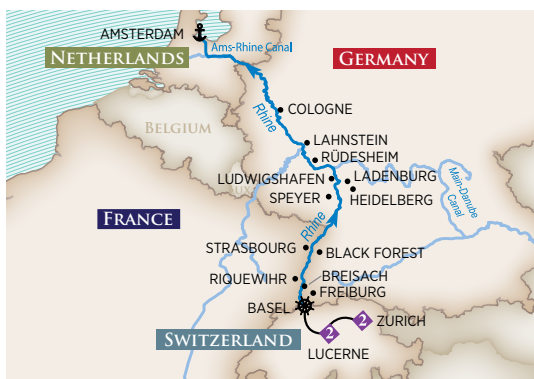 AMSTERDAM
Ams-Rhine Canal
NETHERLANDS
GERMANY
COLOGNE
Rhine
BELGIUM
LAHNSTEIN
RÜDESHEIM
LUDWIGSHAFEN
LADENBURG
SPEYER
HEIDELBERG
Main-Danube
Canal
FRANCE
Rhine
STRASBOURG
BLACK FOREST
RIQUEWIHR
BREISACH
FREIBURG
BASEL
2
ZURICH
SWITZERLAND
2
LUCERNE